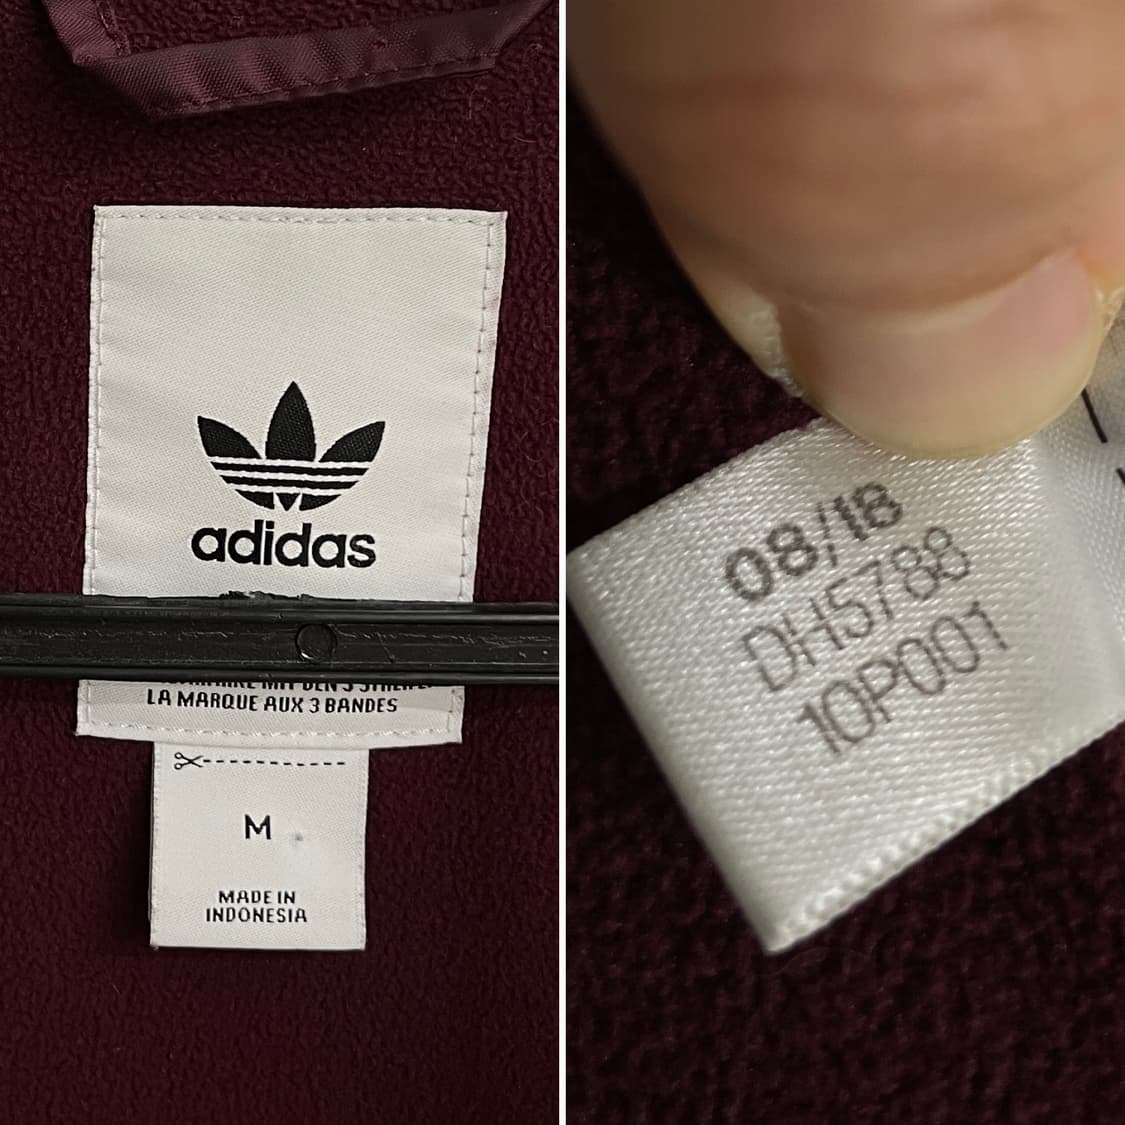 adidas
LA MARQUE AUX 3 BANDES
M
MADE IN
INDONESIA
08/18
DH5788
10P001